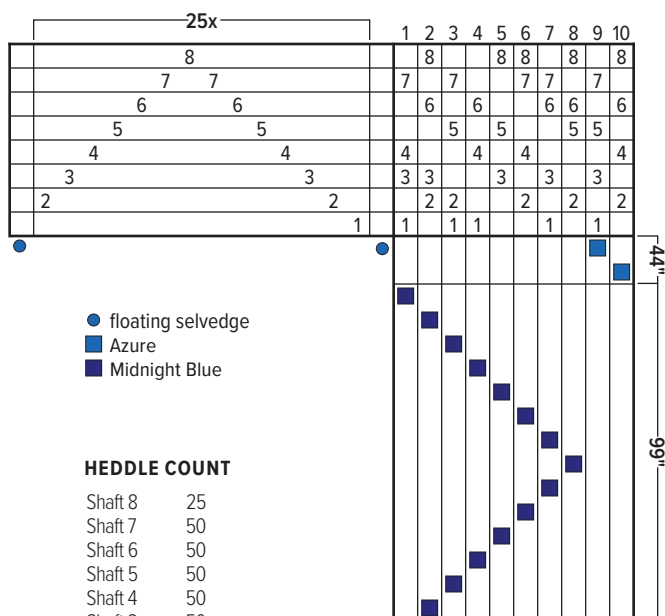 25x
1 2 3 4 5 6 7 8 9 10
8 8 8 8 8 8
7 7 7 7 7 7 7
6 6 6 6 6 6 6
5 5 5 5 5 5
4 4 4 4 4 4
3 3 3 3 3 3 3
2 2 2 2 2 2 2
1 1 1 1 1 1
44"
floating selvedge
Azure
Midnight Blue
99"
HEDDLE COUNT
Shaft 8 25
Shaft 7 50
Shaft 6 50
Shaft 5 50
Shaft 4 50